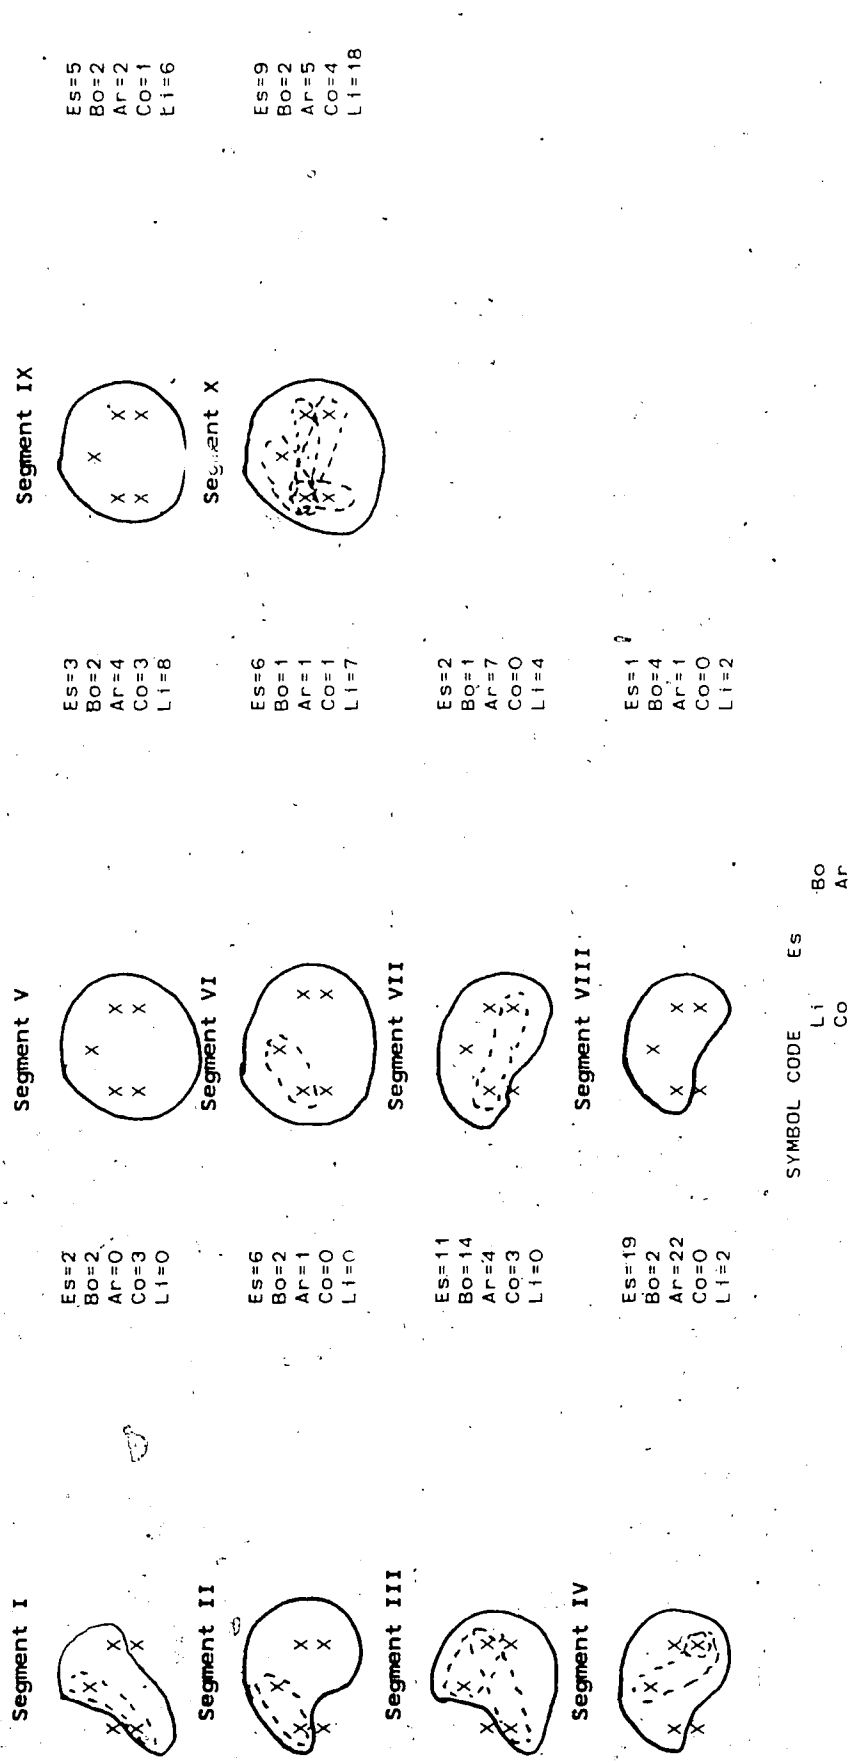 Segment I
Es=2
Bo=2
Ar=0
Co=3
Li=0
Segment II
Es=6
Bo=2
Ar=1
Co=0
Li=0
Segment III
Es=11
Bo=14
Ar=4
Co=3
Li=0
Segment IV
Es=19
Bo=2
Ar=22
Co=0
Li=2
Segment V
Es=3
Bo=2
Ar=4
Co=3
Li=8
Segment VI
Es=6
Bo=1
Ar=1
Co=1
Li=7
Segment VII
Es=2
Bo=1
Ar=7
Co=0
Li=4
Segment VIII
Es=1
Bo=4
Ar=1
Co=0
Li=2
Segment IX
Es=5
Bo=2
Ar=2
Co=1
Li=6
Segment X
Es=9
Bo=2
Ar=5
Co=4
Li=18
SYMBOL CODE Es
Li Bo
Co Ar